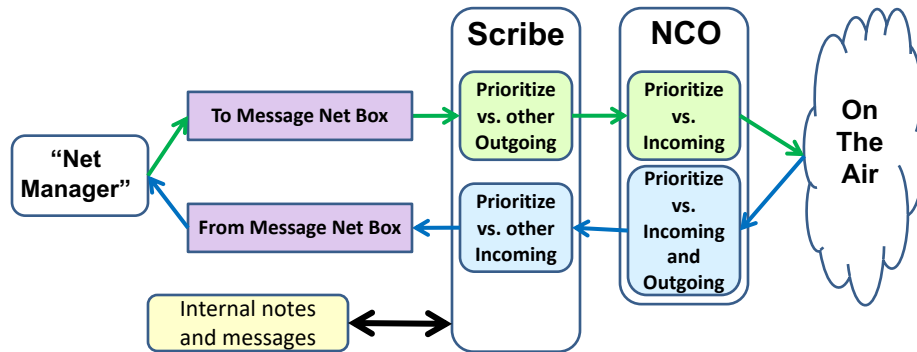 Scribe
NCO
Prioritize
vs. other
Outgoing
Prioritize
vs.
Incoming
To Message Net Box
On
The
Air
“Net
Manager”
From Message Net Box
Prioritize
vs. other
Incoming
Prioritize
vs.
Incoming
and
Outgoing
Internal notes
and messages